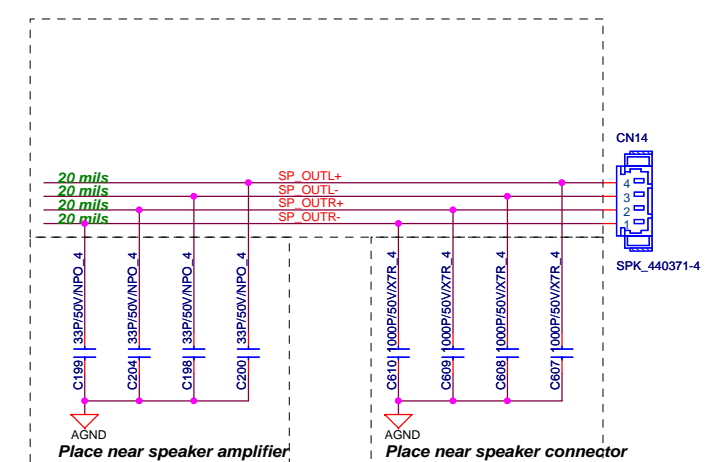 CN14
20 mils SP_OUTL+ 4
20 mils SP_OUTL- 3
20 mils SP_OUTR+ 2
20 mils SP_OUTR- 1
SPK_440371-4
C199 33P/50V/NPO_4
C204 33P/50V/NPO_4
C198 33P/50V/NPO_4
C200 33P/50V/NPO_4
C610 1000P/50V/X7R_4
C609 1000P/50V/X7R_4
C608 1000P/50V/X7R_4
C607 1000P/50V/X7R_4
AGND
AGND
Place near speaker amplifier
Place near speaker connector